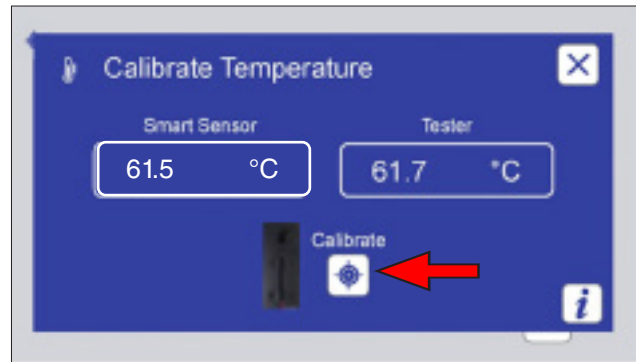 Calibrate Temperature
Smart Sensor Tester
61.5 °C 61.7 °C
Calibrate
i